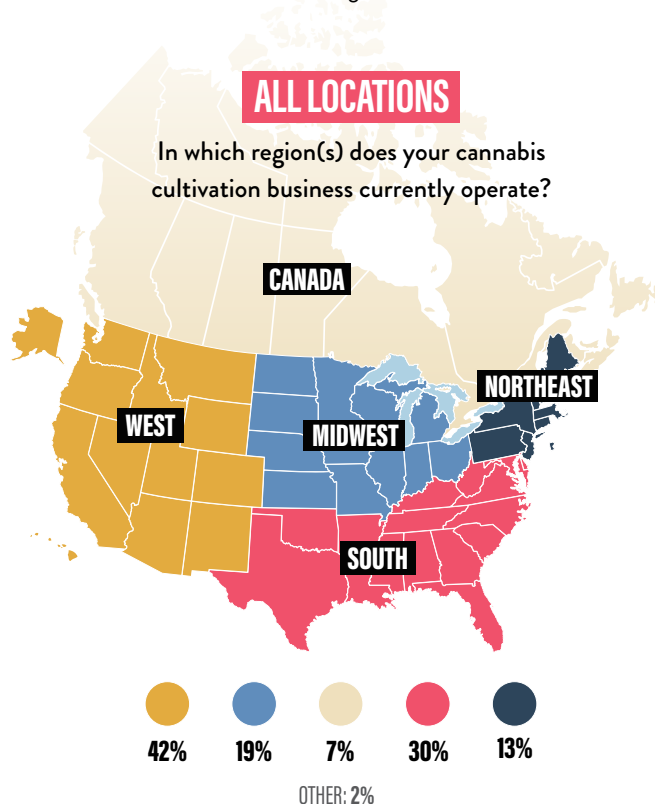 ALL LOCATIONS
In which region(s) does your cannabis
cultivation business currently operate?
CANADA
NORTHEAST
WEST
MIDWEST
SOUTH
42% 19% 7% 30% 13%
OTHER: 2%